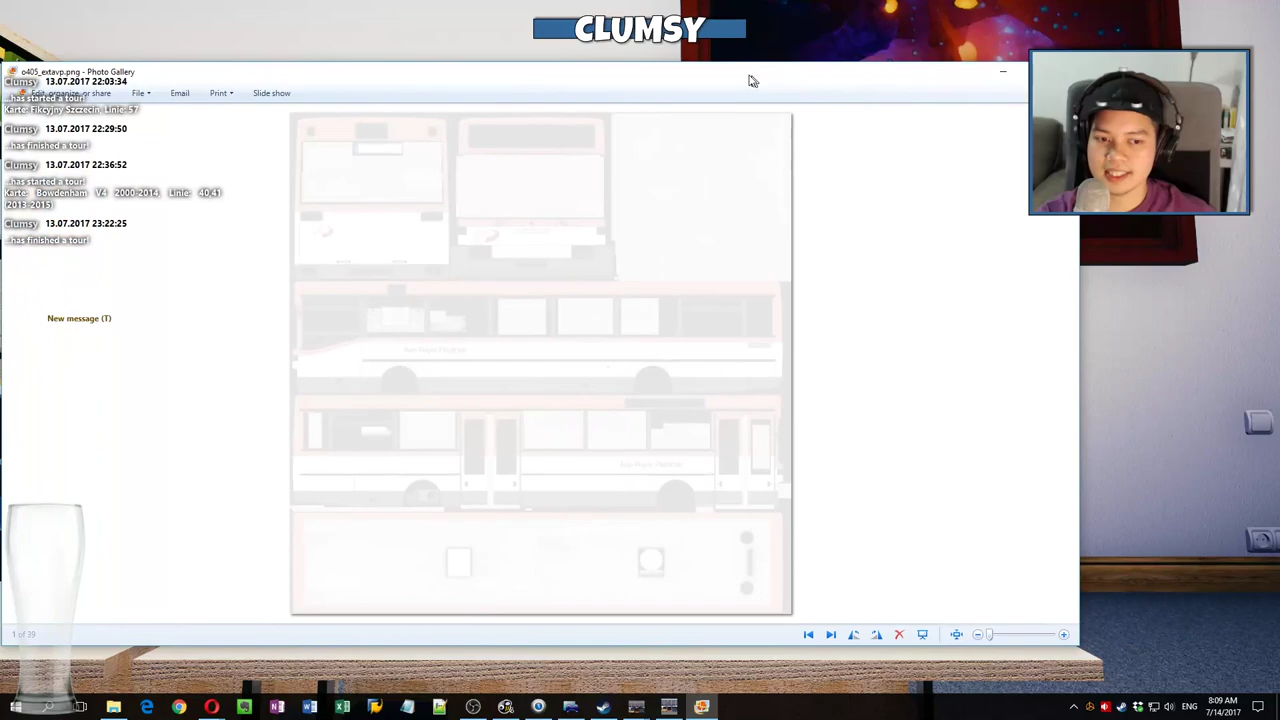 CLUMSY
o405_extavp.png - Photo Gallery
Edit, organize, or share
File
Email
Print
Slide show
Clumsy 13.07.2017 22:03:34
...has started a tour!
Karte: Fikcyjny Szczecin, Linie: 57
Clumsy 13.07.2017 22:29:50
...has finished a tour!
Clumsy 13.07.2017 22:36:52
...has started a tour!
Karte: Bowdenham V4 2000-2014, Linie: 40,41
(2013-2015)
Clumsy 13.07.2017 23:22:25
...has finished a tour!
New message (T)
1 of 39
ENG
8:09 AM
7/14/2017